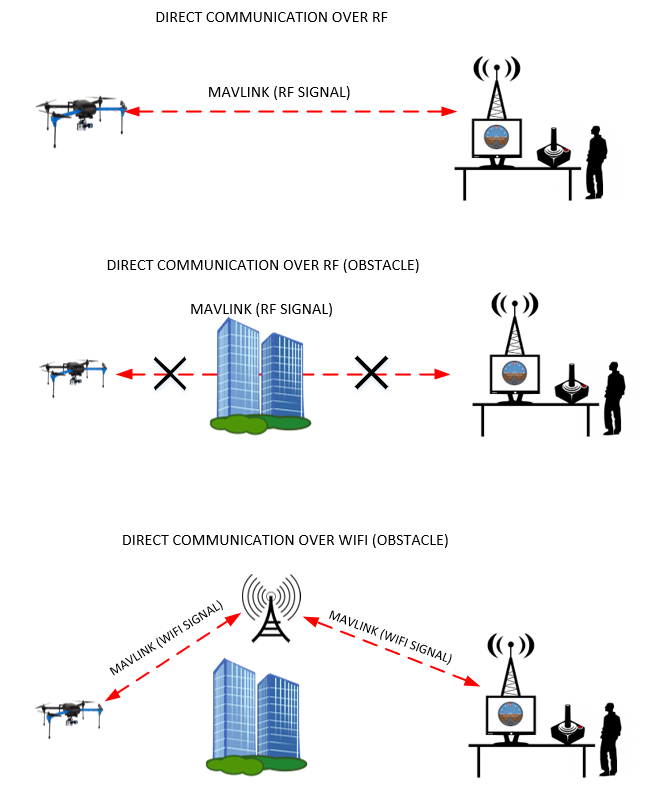 DIRECT COMMUNICATION OVER RF
MAVLINK (RF SIGNAL)
DIRECT COMMUNICATION OVER RF (OBSTACLE)
MAVLINK (RF SIGNAL)
DIRECT COMMUNICATION OVER WIFI (OBSTACLE)
MAVLINK (WIFI SIGNAL)
MAVLINK (WIFI SIGNAL)